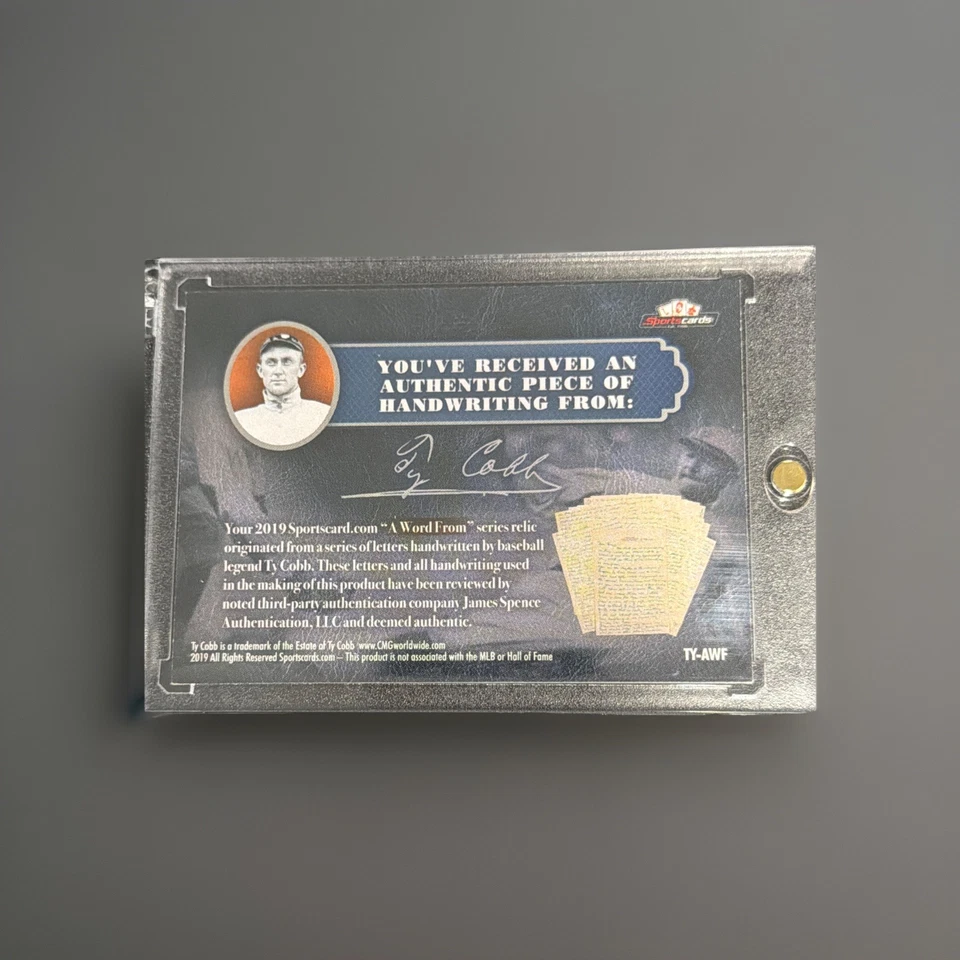 Sportscards
YOU'VE RECEIVED AN
AUTHENTIC PIECE OF
HANDWRITING FROM:
Ty Cobb
Your 2019 Sportscard.com "A Word From" series relic
originated from a series of letters handwritten by baseball
legend Ty Cobb. These letters and all handwriting used
in the making of this product have been reviewed by
noted third-party authentication company James Spence
Authentication, LLC and deemed authentic.
Ty Cobb is a trademark of the Estate of Ty Cobb www.CMGworldwide.com
2019 All Rights Reserved Sportscards.com – This product is not associated with the MLB or Hall of Fame
TY-AWF